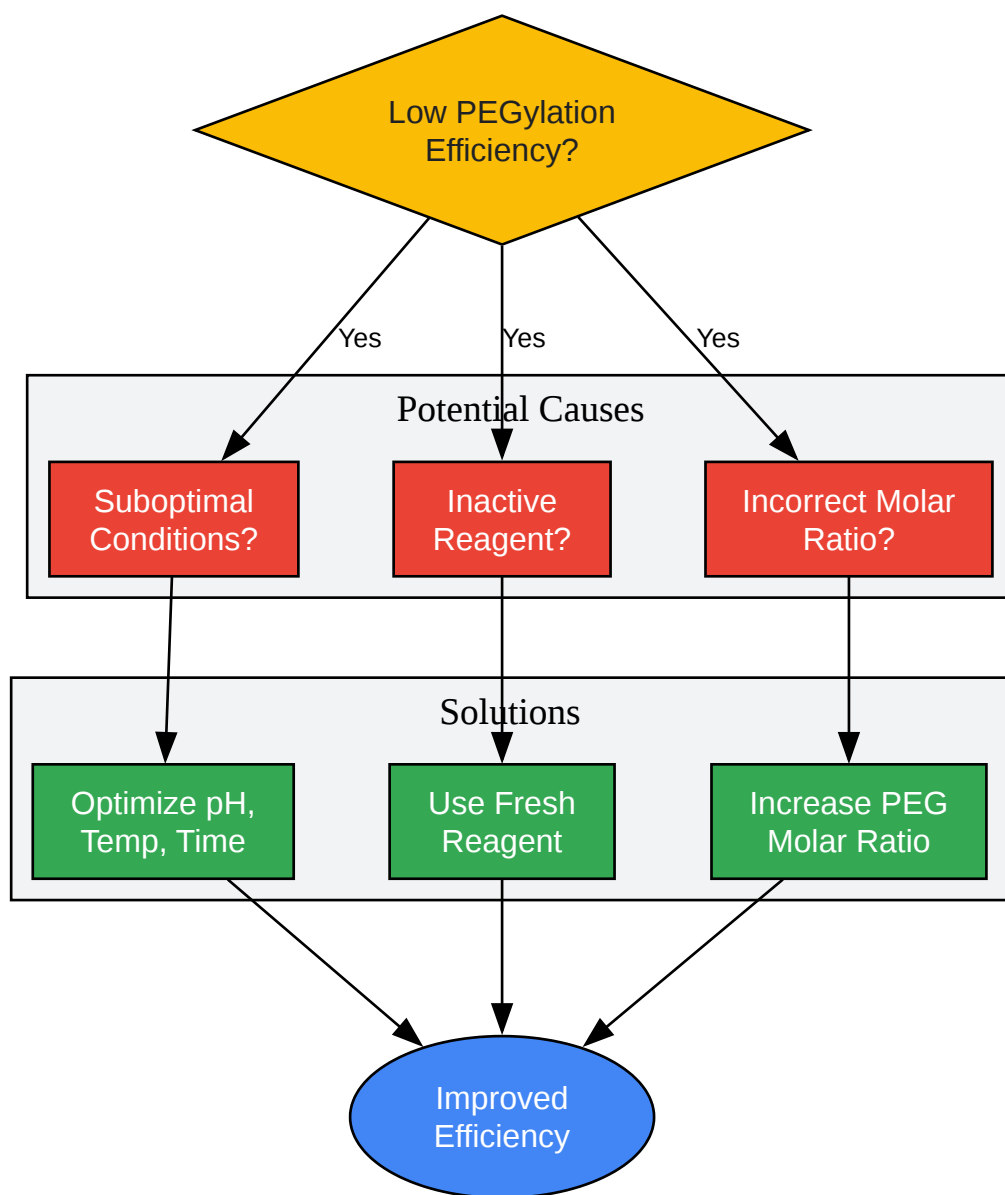 Low PEGylation
Efficiency?
Yes
Yes
Yes
Potential Causes
Suboptimal
Conditions?
Inactive
Reagent?
Incorrect Molar
Ratio?
Solutions
Optimize pH,
Temp, Time
Use Fresh
Reagent
Increase PEG
Molar Ratio
Improved
Efficiency